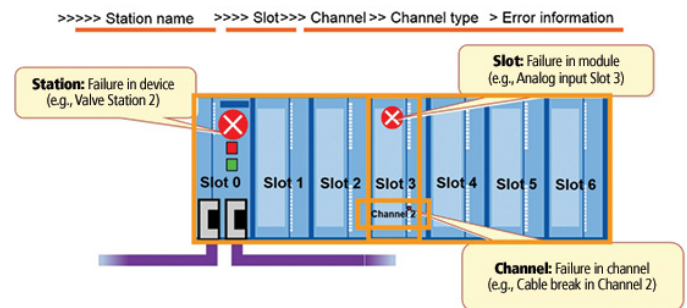 >>>>> Station name >>>> Slot>>> Channel >> Channel type > Error information
Station: Failure in device
(e.g., Valve Station 2)
Slot: Failure in module
(e.g., Analog input Slot 3)
Slot 0 Slot 1 Slot 2 Slot 3 Slot 4 Slot 5 Slot 6
Channel 2
Channel: Failure in channel
(e.g., Cable break in Channel 2)